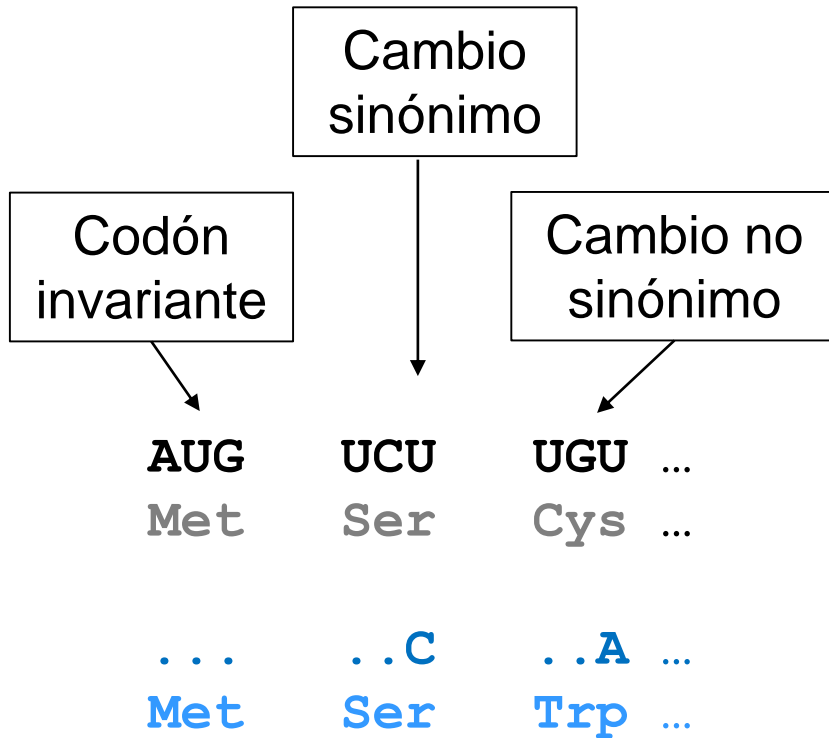 Cambio
sinónimo
Codón
invariante
Cambio no
sinónimo
AUG UCU UGU ...
Met Ser Cys ...
... ..C ..A ...
Met Ser Trp ...